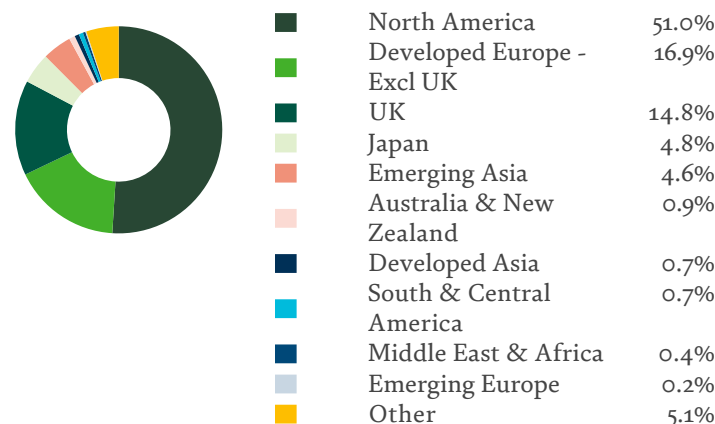 North America 51.0%
Developed Europe - 16.9%
Excl UK
UK 14.8%
Japan 4.8%
Emerging Asia 4.6%
Australia & New 0.9%
Zealand
Developed Asia 0.7%
South & Central 0.7%
America
Middle East & Africa 0.4%
Emerging Europe 0.2%
Other 5.1%